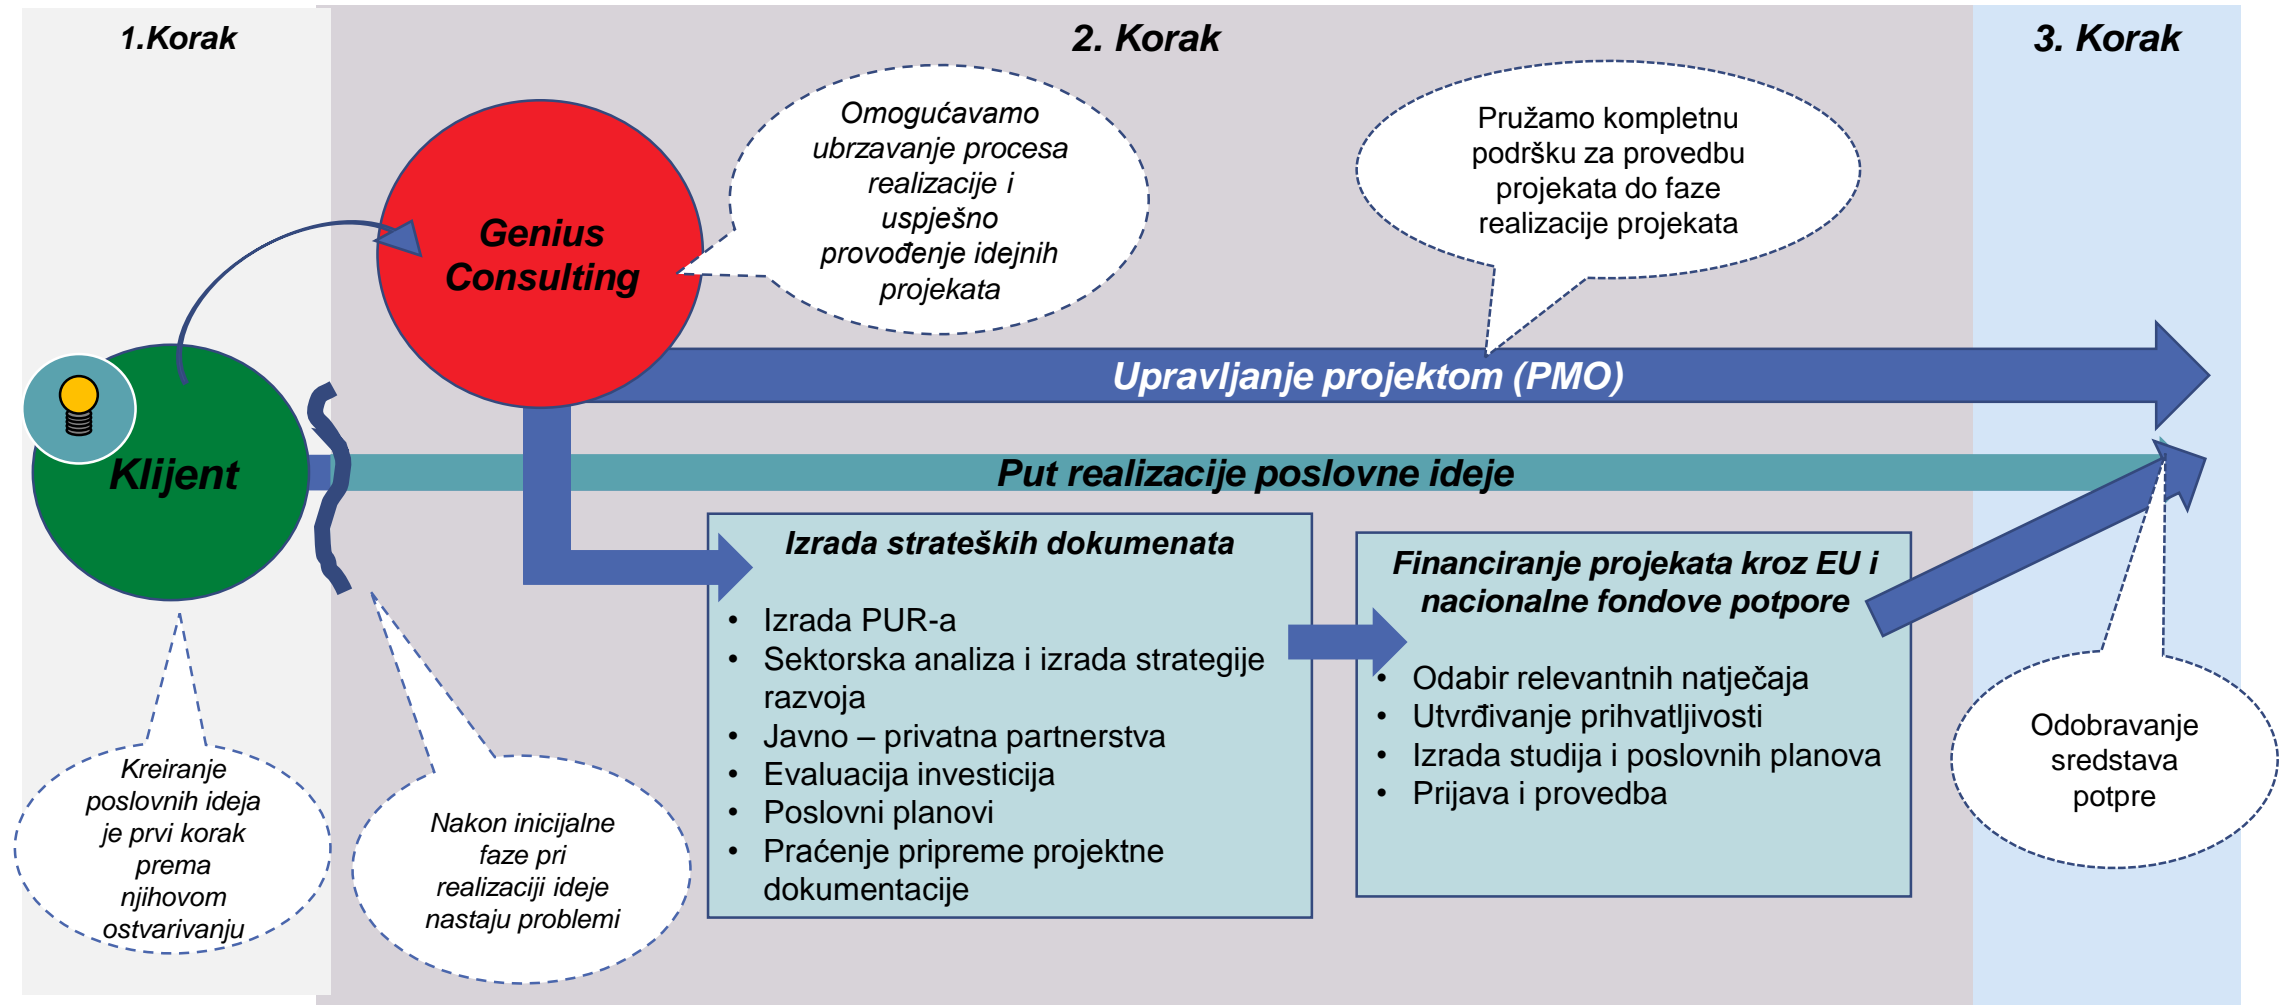 1.Korak
2. Korak
3. Korak
Omogućavamo
ubrzavanje procesa
realizacije i
uspješno
provođenje idejnih
projekata
Pružamo kompletnu
podršku za provedbu
projekata do faze
realizacije projekata
Genius
Consulting
Upravljanje projektom (PMO)
Klijent
Put realizacije poslovne ideje
Izrada strateških dokumenata
• Izrada PUR-a
• Sektorska analiza i izrada strategije
razvoja
• Javno – privatna partnerstva
• Evaluacija investicija
• Poslovni planovi
• Praćenje pripreme projektne
dokumentacije
Financiranje projekata kroz EU i
nacionalne fondove potpore
• Odabir relevantnih natječaja
• Utvrđivanje prihvatljivosti
• Izrada studija i poslovnih planova
• Prijava i provedba
Kreiranje
poslovnih ideja
je prvi korak
prema
njihovom
ostvarivanju
Nakon inicijalne
faze pri
realizaciji ideje
nastaju problemi
Odobravanje
sredstava
potpre